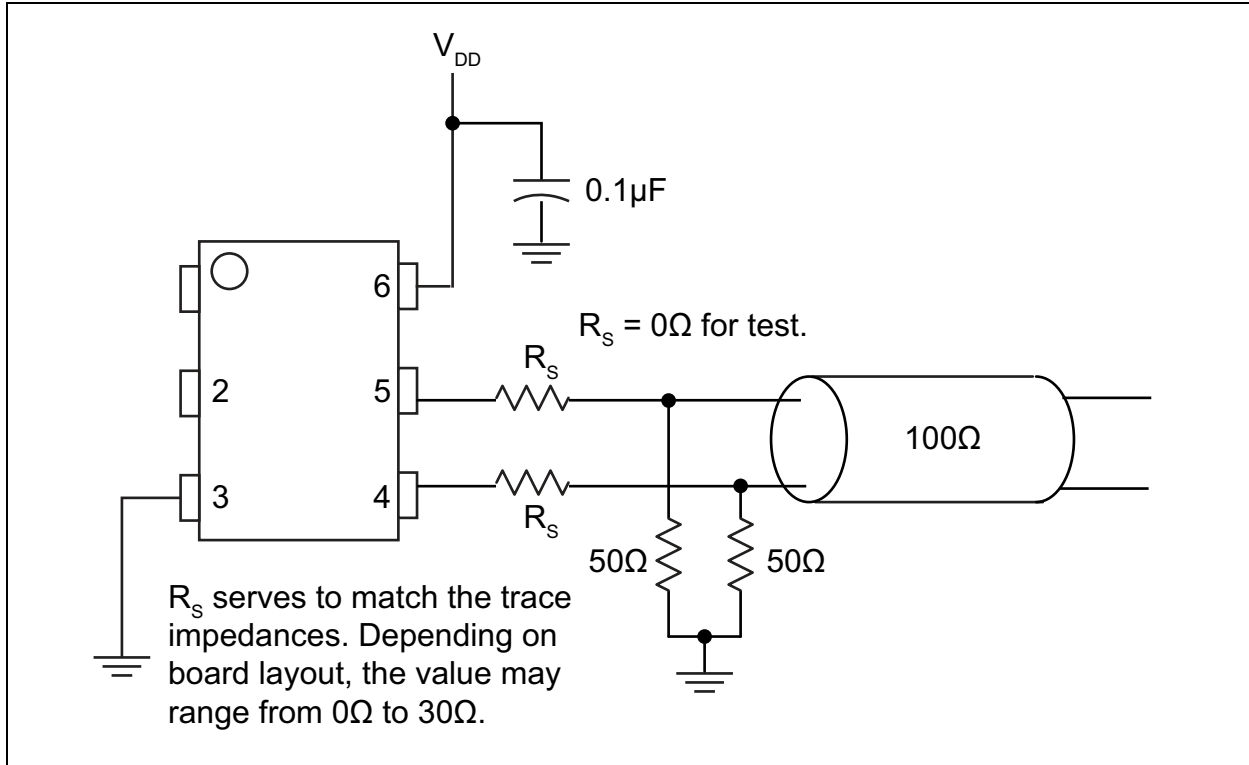 V_DD
0.1µF
6
R_S = 0Ω for test.
R_S
2
5
100Ω
3
4
R_S
50Ω
50Ω
R_S serves to match the trace
impedances. Depending on
board layout, the value may
range from 0Ω to 30Ω.